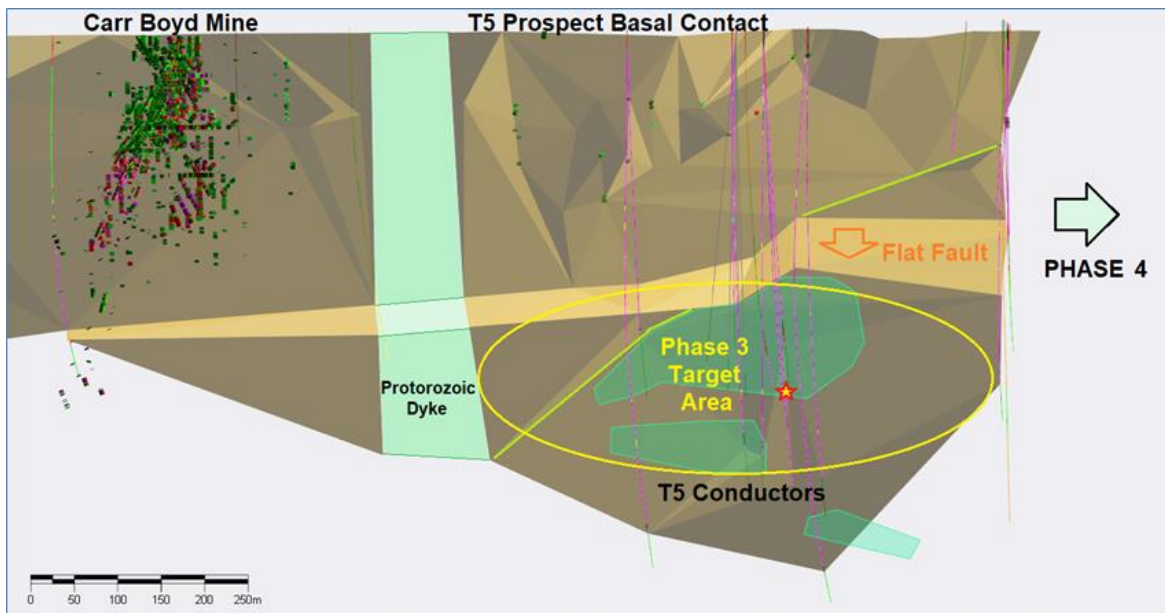 Carr Boyd Mine
T5 Prospect Basal Contact
Flat Fault
PHASE 4
Phase 3
Target
Area
Protorozoic
Dyke
T5 Conductors
0 50 100 150 200 250m